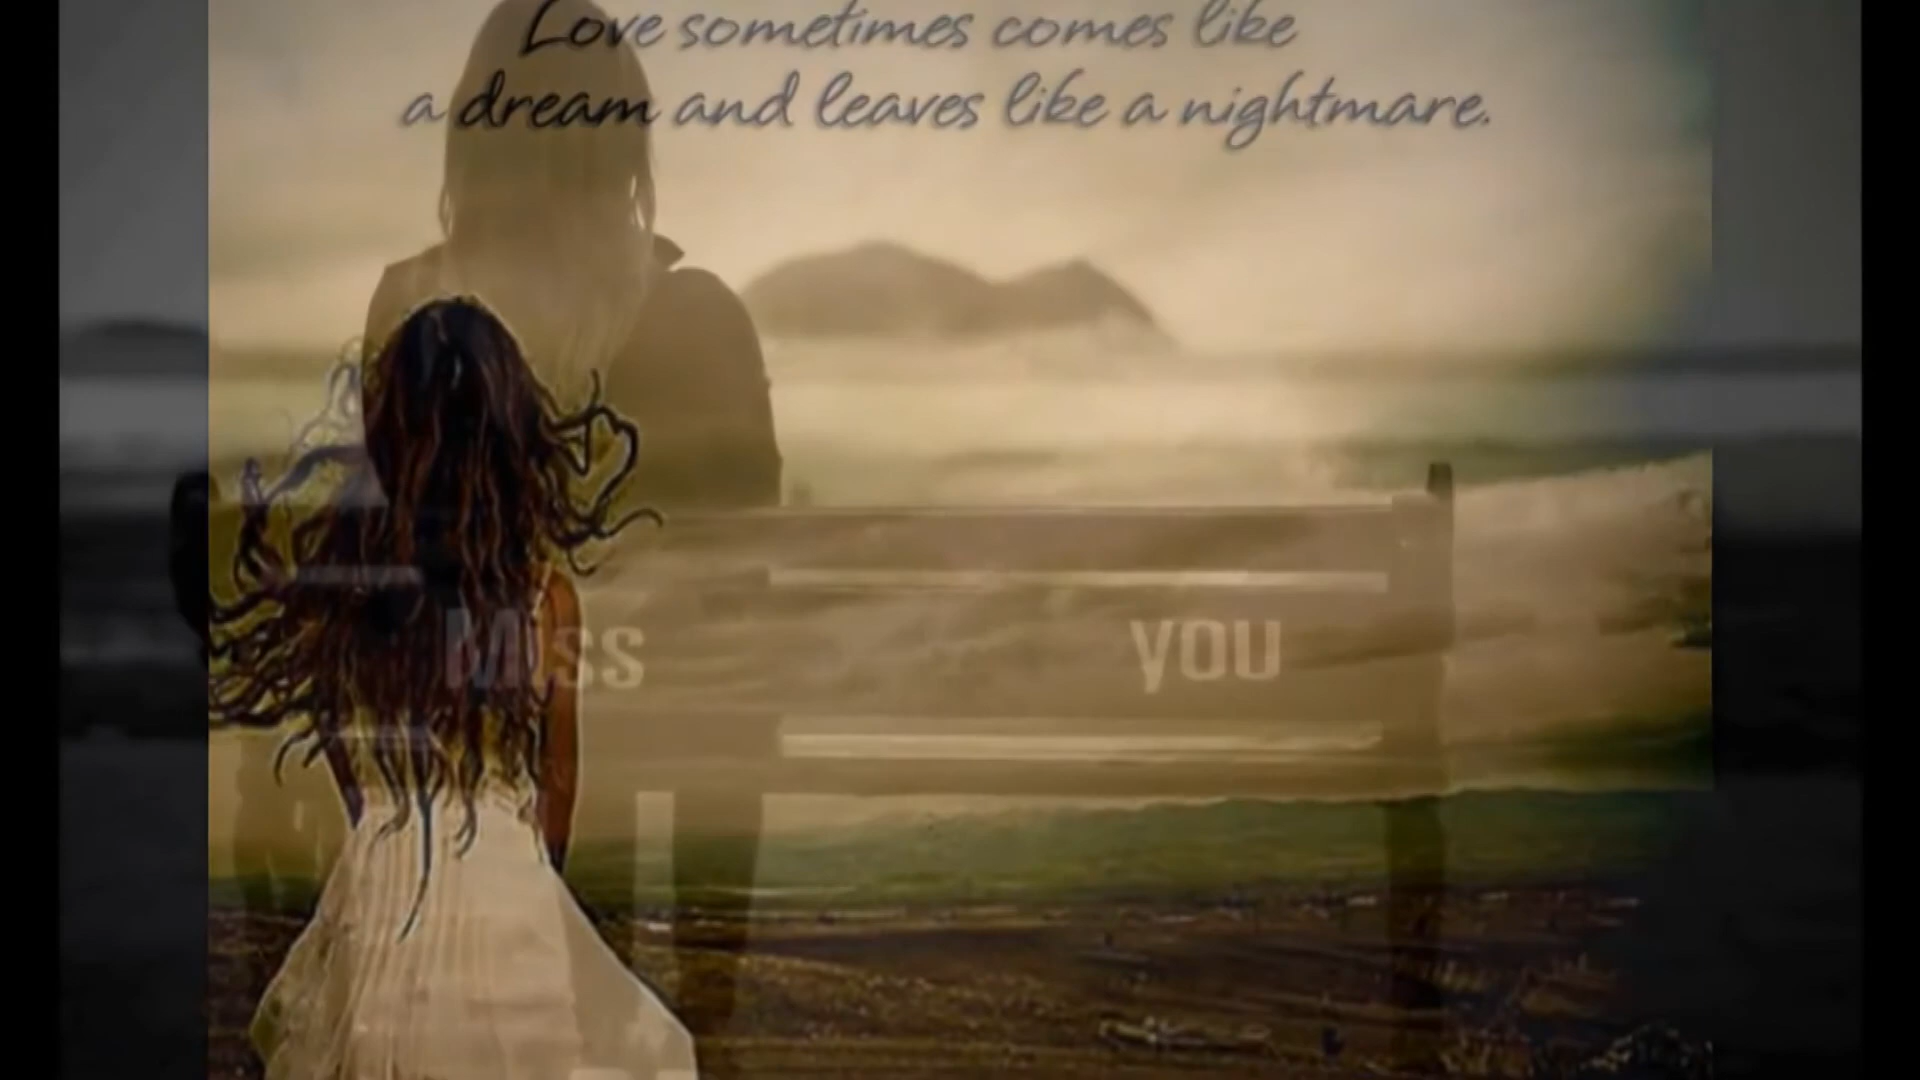 Love sometimes comes like
a dream and leaves like a nightmare.
Miss you